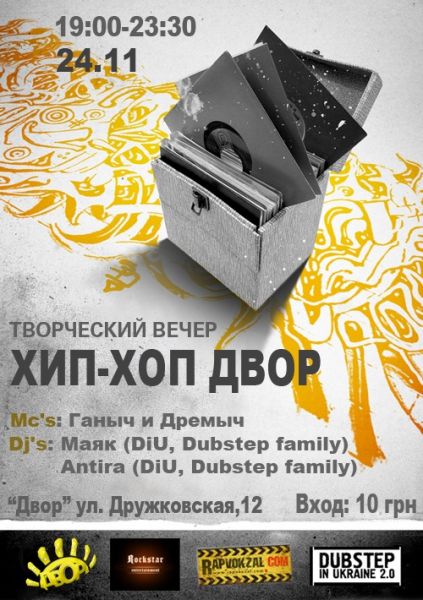 19:00-23:30
24.11
ТВОРЧЕСКИЙ ВЕЧЕР
ХИП-ХОП ДВОР
Mc's: Ганыч и Дремыч
Dj's: Маяк (DiU, Dubstep family)
Antira (DiU, Dubstep family)
“Двор” ул. Дружковская,12
Вход: 10 грн
ДВОР
Rockstar
entertainment
RAPVOKZAL.COM
DUBSTEP
IN UKRAINE 2.0